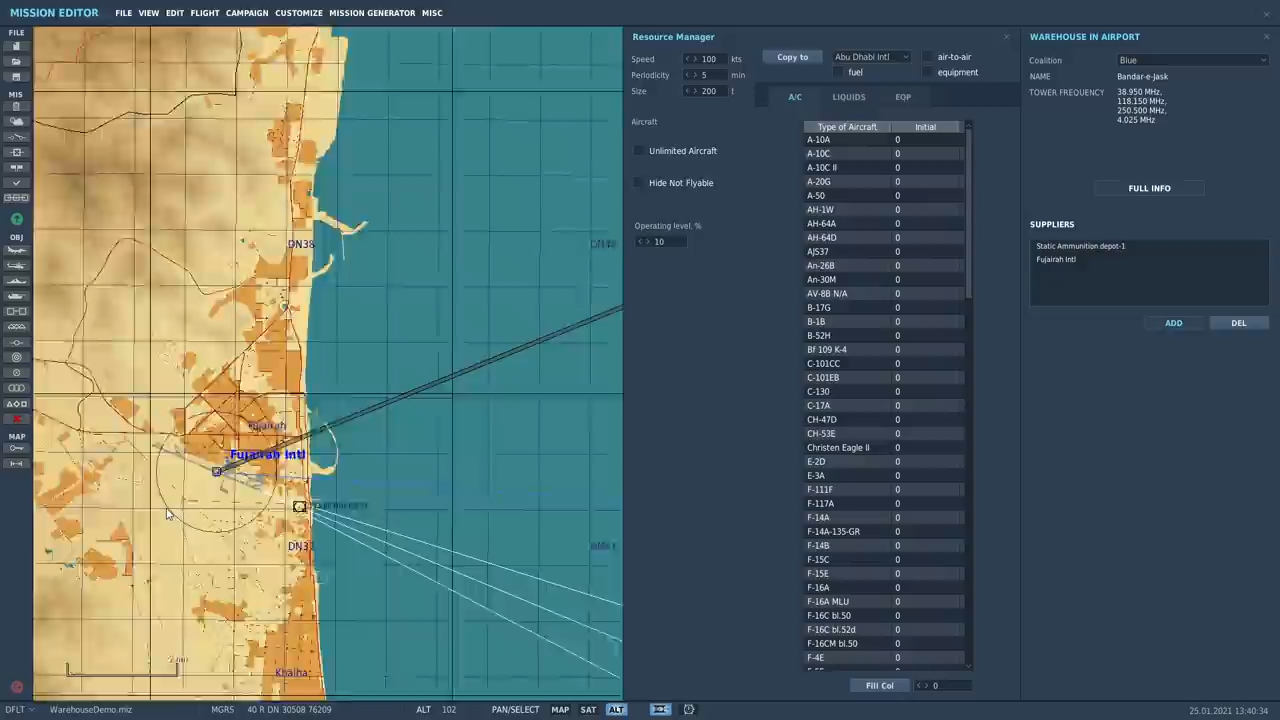 MISSION EDITOR FILE VIEW EDIT FLIGHT CAMPAIGN CUSTOMIZE MISSION GENERATOR MISC
FILE
MIS
OBJ
MAP
DN38
Fujairah
Fujairah Intl
DN37
Khalba
2 nm
Resource Manager
Speed 100 kts
Periodicity 5 min
Size 200 t
Copy to Abu Dhabi Intl air-to-air
fuel equipment
A/C LIQUIDS EQP
Aircraft
Unlimited Aircraft
Hide Not Flyable
Operating level, %
10
Type of Aircraft Initial
A-10A 0
A-10C 0
A-10C II 0
A-20G 0
A-50 0
AH-1W 0
AH-64A 0
AH-64D 0
AJS37 0
An-26B 0
An-30M 0
AV-8B N/A 0
B-17G 0
B-1B 0
B-52H 0
Bf 109 K-4 0
C-101CC 0
C-101EB 0
C-130 0
C-17A 0
CH-47D 0
CH-53E 0
Christen Eagle II 0
E-2D 0
E-3A 0
F-111F 0
F-117A 0
F-14A 0
F-14A-135-GR 0
F-14B 0
F-15C 0
F-15E 0
F-16A 0
F-16A MLU 0
F-16C bl.50 0
F-16C bl.52d 0
F-16CM bl.50 0
F-4E 0
Fill Col 0
WAREHOUSE IN AIRPORT
Coalition Blue
NAME Bandar-e-Jask
TOWER FREQUENCY 38.950 MHz,
118.150 MHz,
250.500 MHz,
4.025 MHz
FULL INFO
SUPPLIERS
Static Ammunition depot-1
Fujairah Intl
ADD DEL
DFLT WarehouseDemo.miz MGRS 40 R DN 30508 76209 ALT 102 PAN/SELECT MAP SAT ALT 25.01.2021 13:40:34